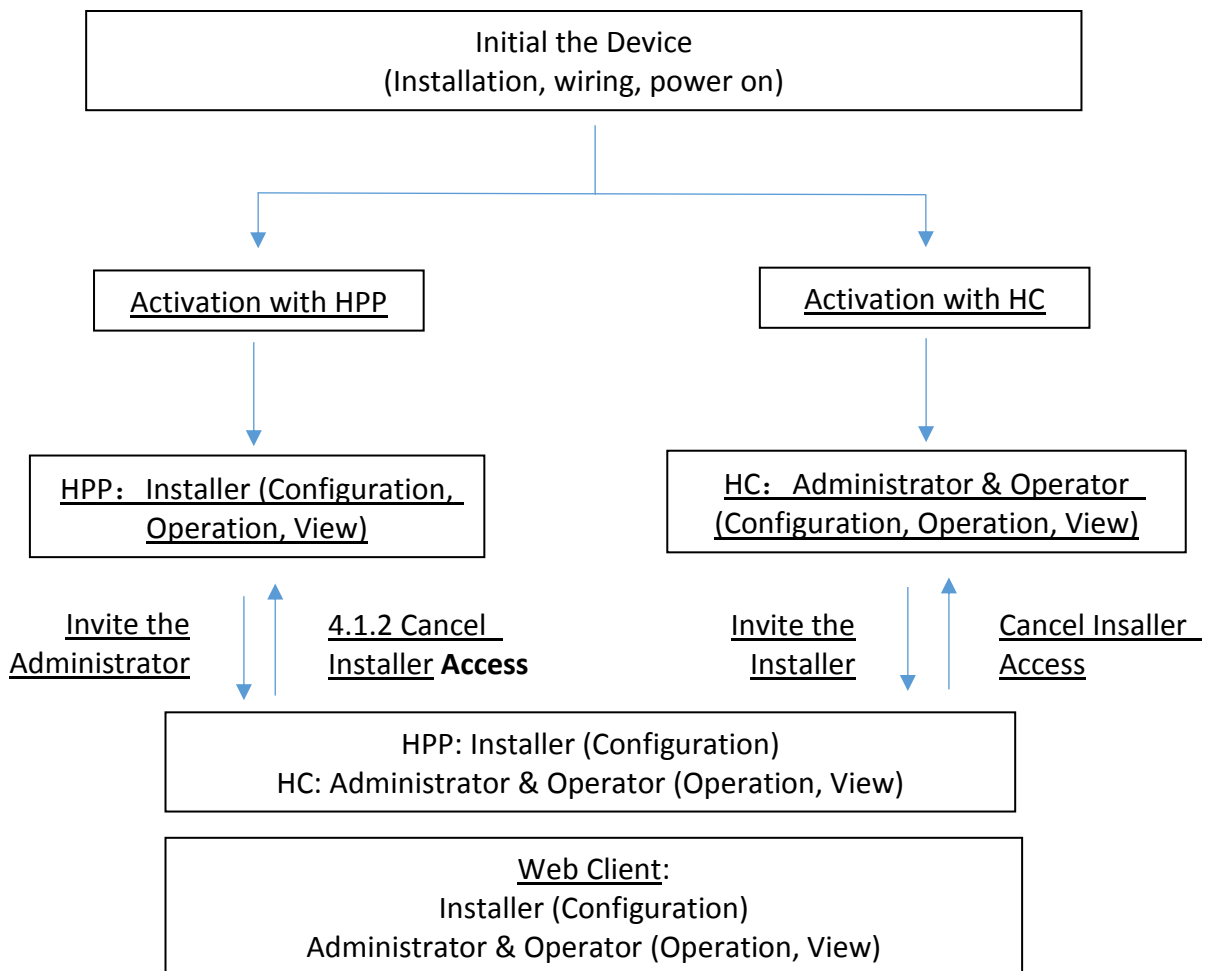 Initial the Device
(Installation, wiring, power on)
Activation with HPP
Activation with HC
HPP： Installer (Configuration,
Operation, View)
HC： Administrator & Operator
(Configuration, Operation, View)
Invite the
Administrator
4.1.2 Cancel
Installer Access
Invite the
Installer
Cancel Insaller
Access
HPP: Installer (Configuration)
HC: Administrator & Operator (Operation, View)
Web Client:
Installer (Configuration)
Administrator & Operator (Operation, View)